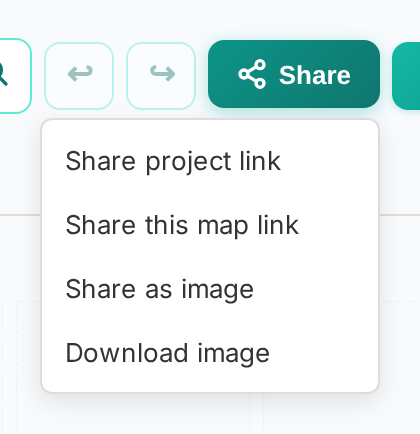 Share
Share project link
Share this map link
Share as image
Download image